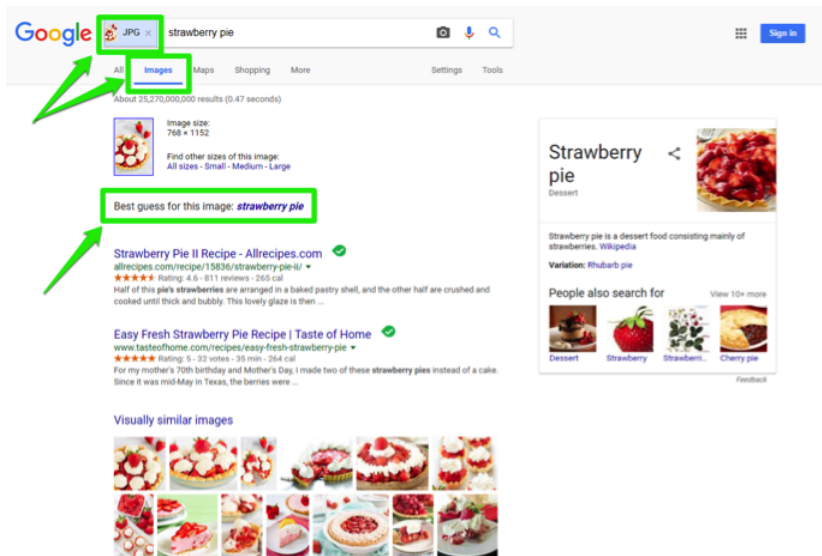 Google
JPG ×
strawberry pie
Sign in
All
Images
Maps
Shopping
More
Settings
Tools
About 25,270,000,000 results (0.47 seconds)
Image size:
768 × 1152
Find other sizes of this image:
All sizes - Small - Medium - Large
Best guess for this image: strawberry pie
Strawberry Pie II Recipe - Allrecipes.com
allrecipes.com/recipe/15836/strawberry-pie-ii/
Rating: 4.6 - 811 reviews - 265 cal
Half of this pie's strawberries are arranged in a baked pastry shell, and the other half are crushed and
cooked until thick and bubbly. This lovely glaze is then ...
Easy Fresh Strawberry Pie Recipe | Taste of Home
www.tasteofhome.com/recipes/easy-fresh-strawberry-pie
Rating: 5 - 32 votes - 35 min - 264 cal
For my mother's 70th birthday and Mother's Day, I made two of these strawberry pies instead of a cake.
Since it was mid-May in Texas, the berries were ...
Visually similar images
Strawberry
pie
Dessert
Strawberry pie is a dessert food consisting mainly of
strawberries. Wikipedia
Variation: Rhubarb pie
People also search for
View 10+ more
Dessert
Strawberry
Strawberri...
Cherry pie
Feedback